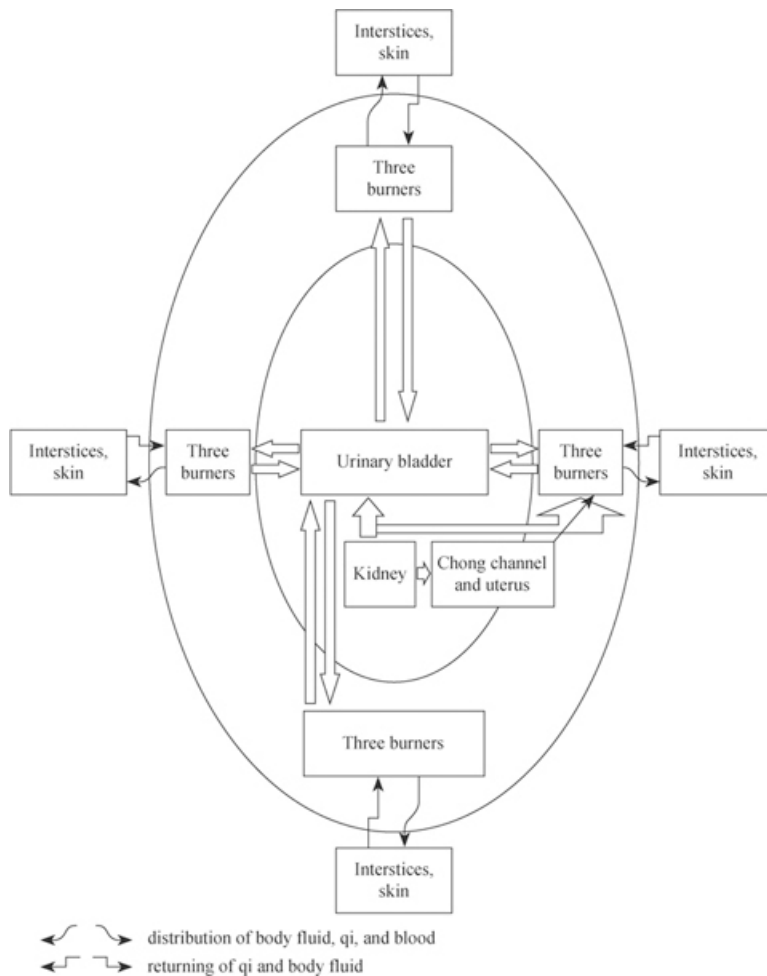 Interstices,
skin
Three
burners
Interstices,
skin
Three
burners
Urinary bladder
Three
burners
Interstices,
skin
Kidney
Chong channel
and uterus
Three burners
Interstices,
skin
distribution of body fluid, qi, and blood
returning of qi and body fluid